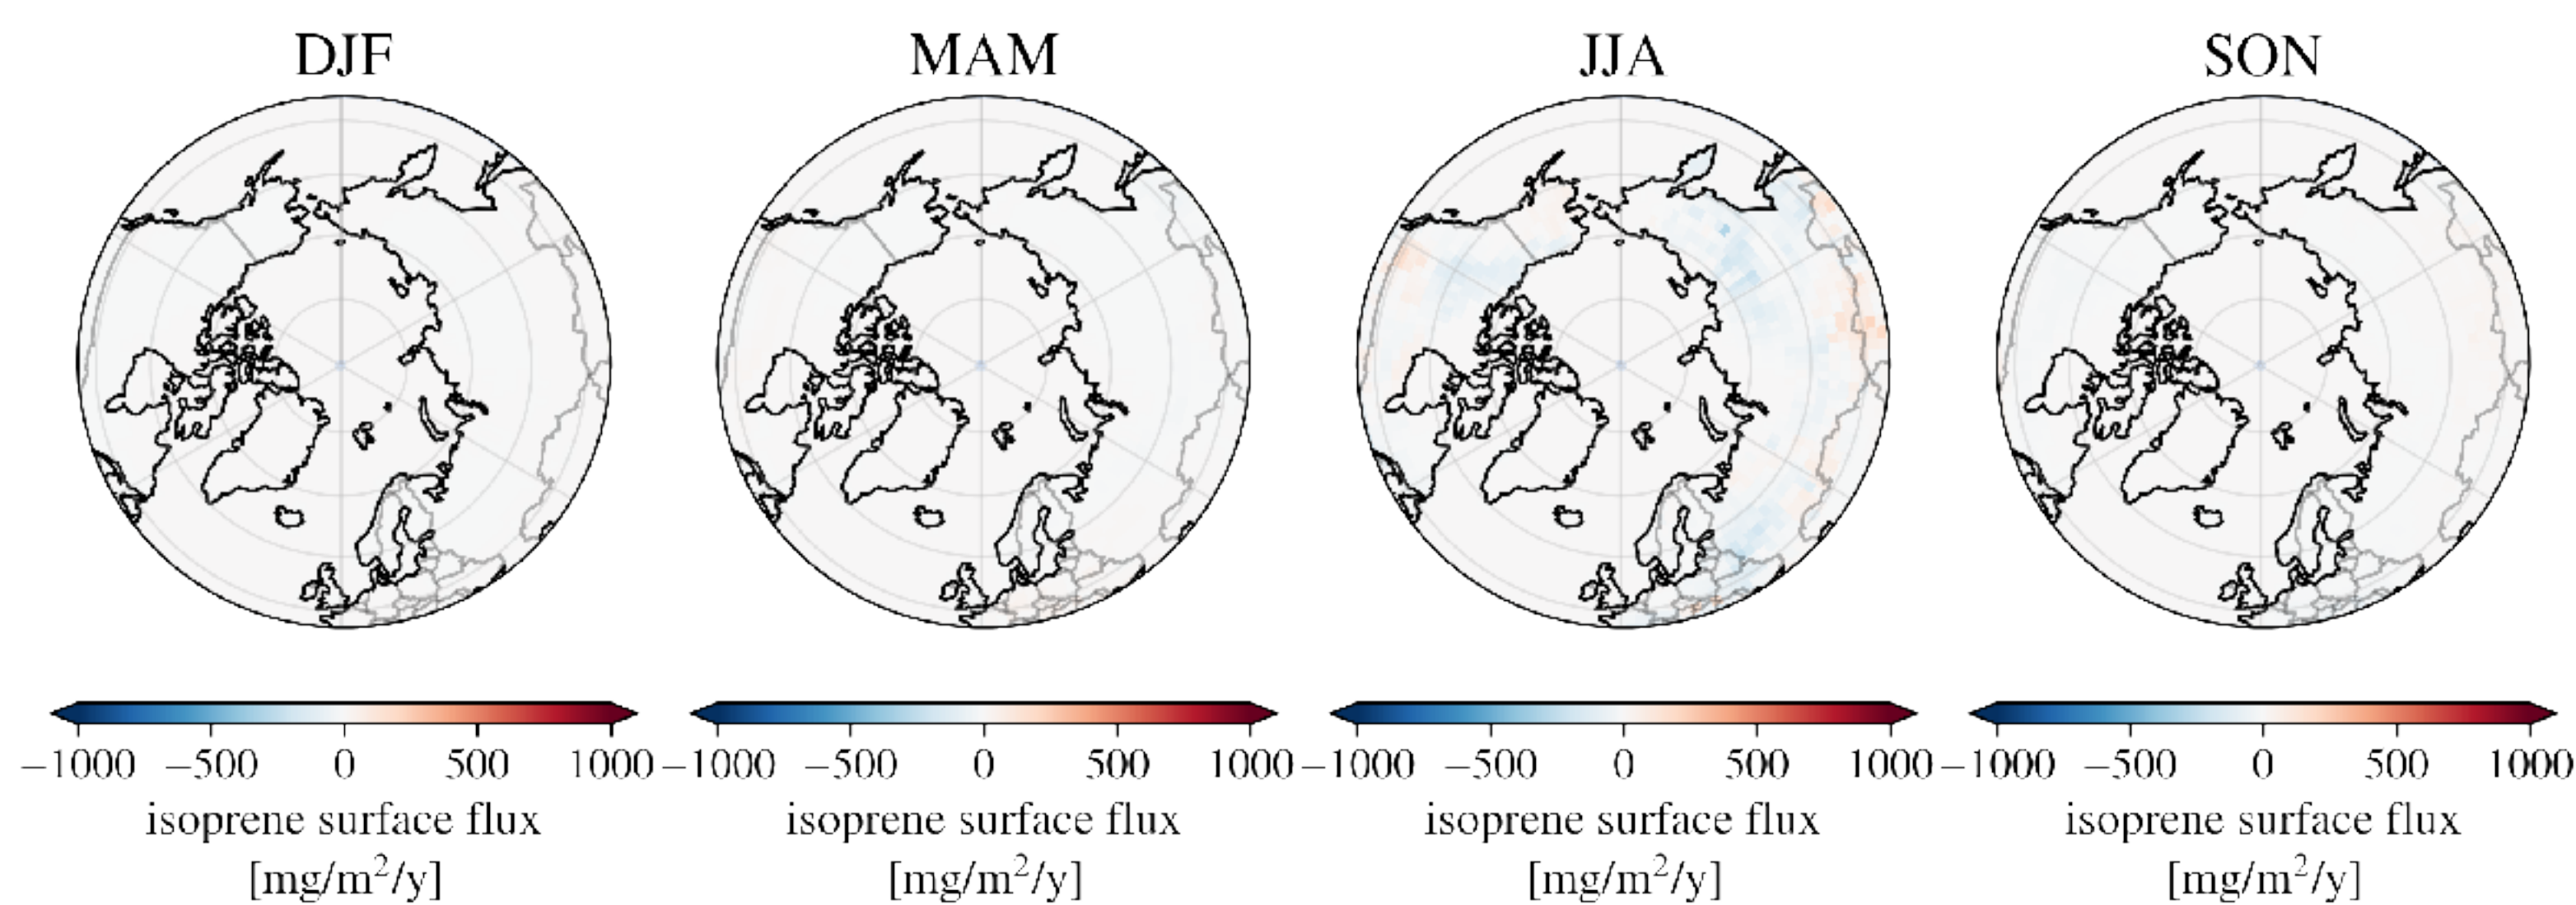 DJF MAM JJA SON
−1000 −500 0 500 1000 −1000 −500 0 500 1000 −1000 −500 0 500 1000 −1000 −500 0 500 1000
isoprene surface flux isoprene surface flux isoprene surface flux isoprene surface flux
[mg/m²/y] [mg/m²/y] [mg/m²/y] [mg/m²/y]